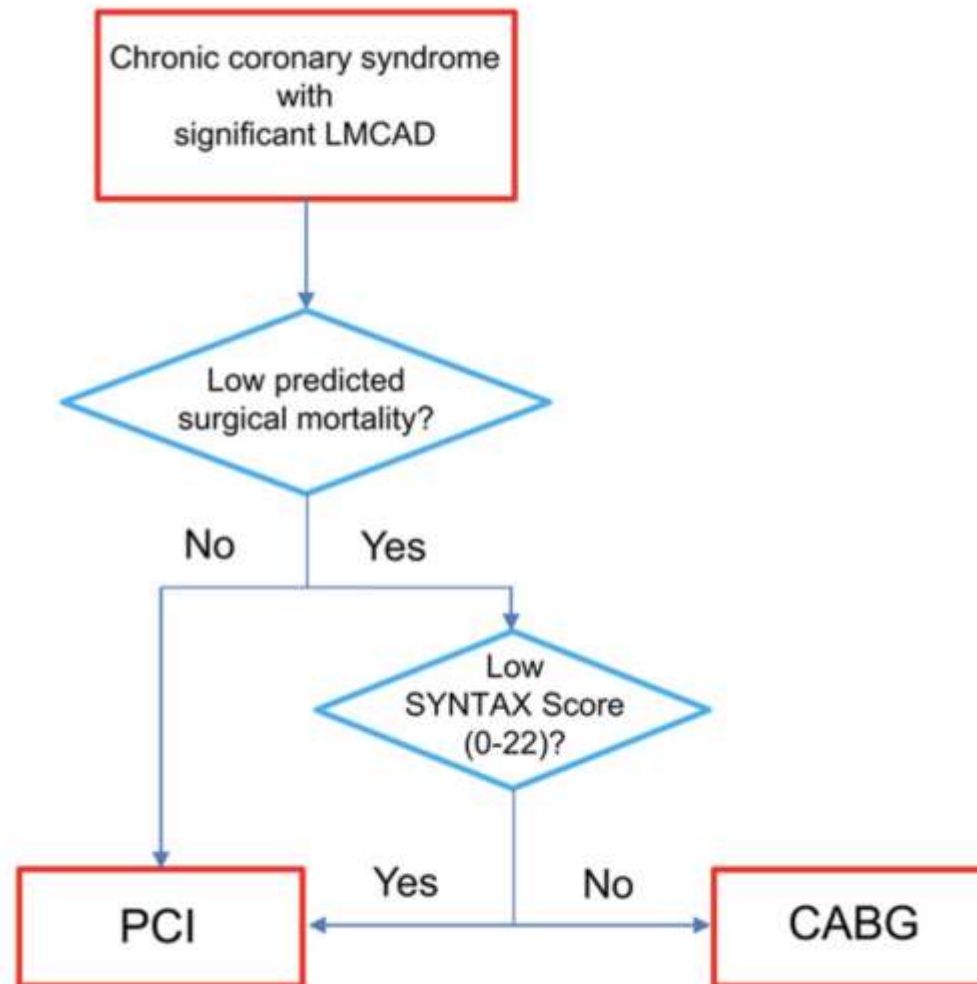 Chronic coronary syndrome
with
significant LMCAD
Low predicted
surgical mortality?
No
Yes
Low
SYNTAX Score
(0-22)?
Yes
No
PCI
CABG